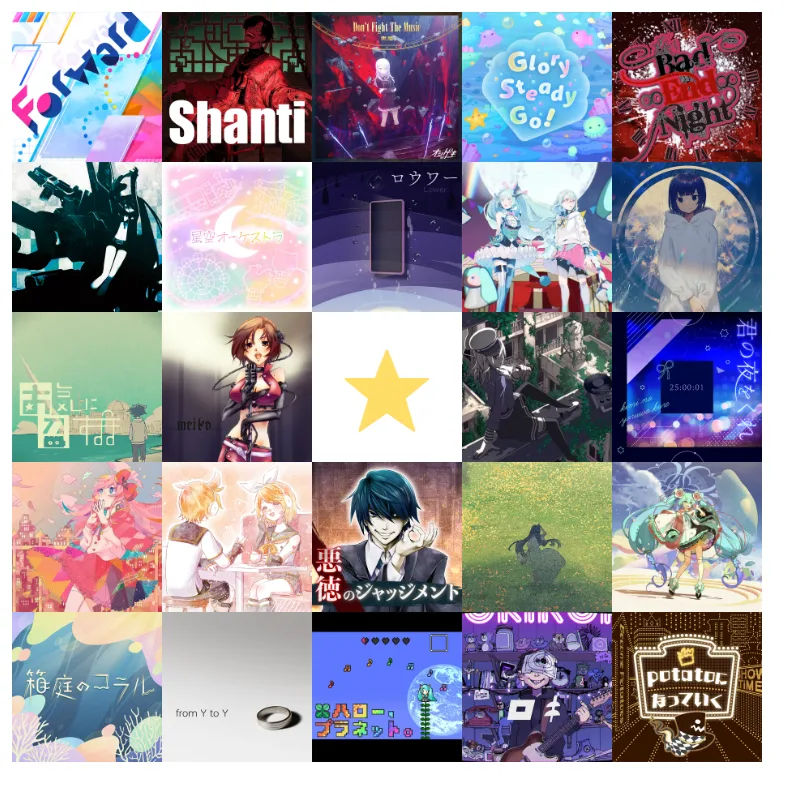 Forward
Shanti
Don't Fight The Music
Glory
Steady
Go!
Bad
End
Night
星空オーケストラ
ロウワー
Lower
お気に
召すまま
meiko
君の夜をくれ
25:00:01
悪
徳のジャッジメント
箱庭のコラル
from Y to Y
*ハロー、
プラネット。
ロキ
potatoに
なっていく
SHOW
TIME